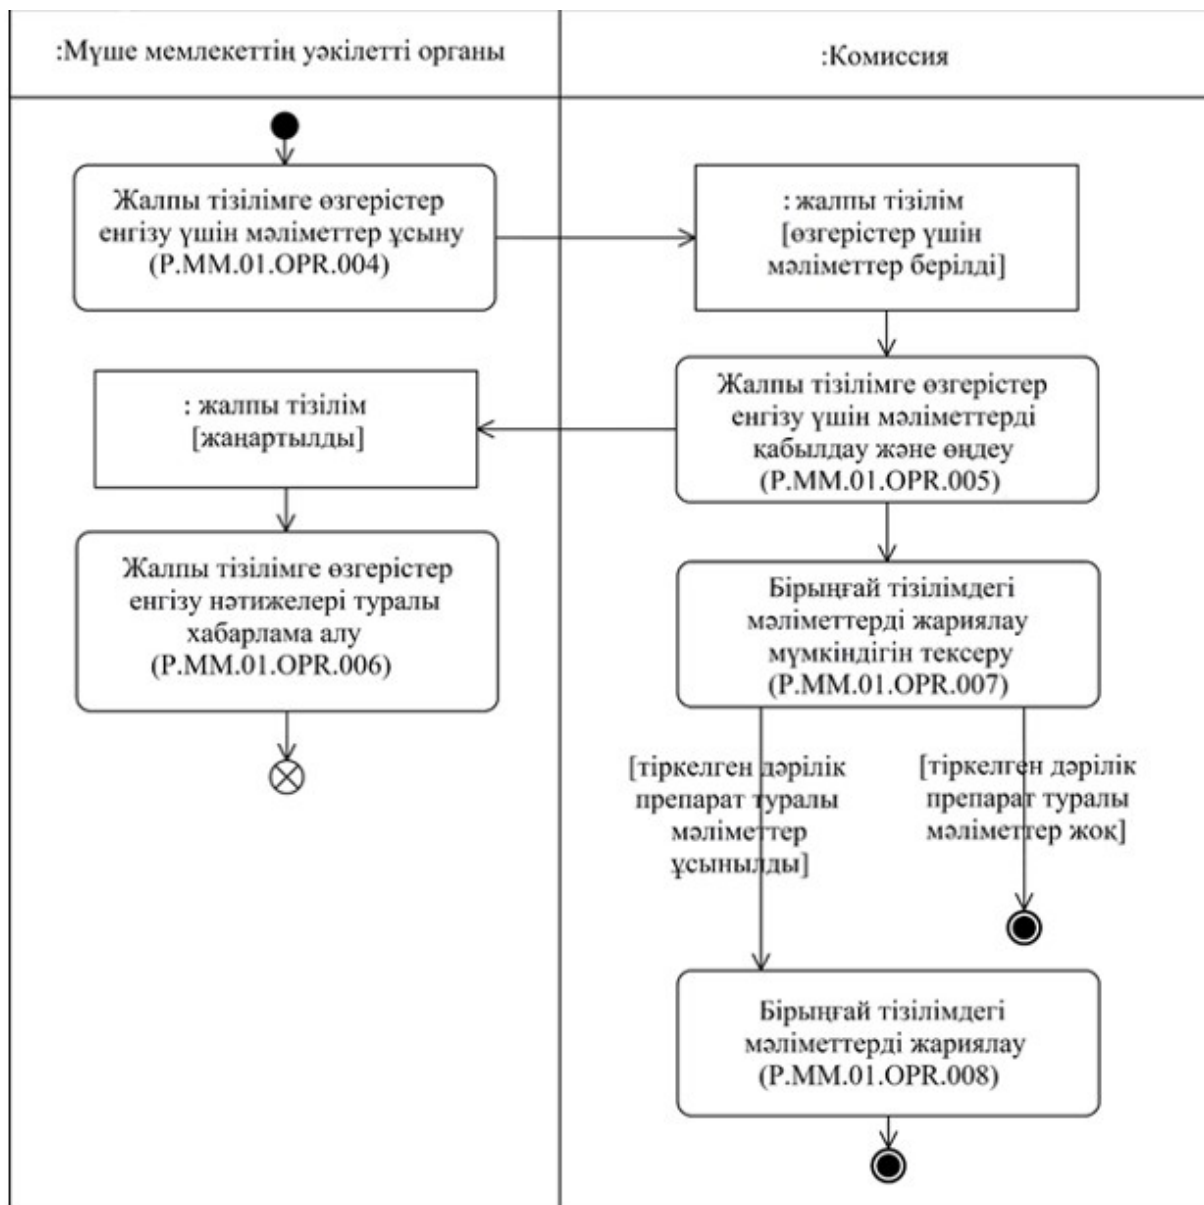 :Мүше мемлекеттің уәкілетті органы
:Комиссия
Жалпы тізілімге өзгерістер
енгізу үшін мәліметтер ұсыну
(P.MM.01.OPR.004)
: жалпы тізілім
[өзгерістер үшін
мәліметтер берілді]
Жалпы тізілімге өзгерістер
енгізу үшін мәліметтерді
қабылдау және өңдеу
(P.MM.01.OPR.005)
: жалпы тізілім
[жаңартылды]
Жалпы тізілімге өзгерістер
енгізу нәтижелері туралы
хабарлама алу
(P.MM.01.OPR.006)
Бірыңғай тізілімдегі
мәліметтерді жариялау
мүмкіндігін тексеру
(P.MM.01.OPR.007)
[тіркелген дәрілік
препарат туралы
мәліметтер
ұсынылды]
[тіркелген дәрілік
препарат туралы
мәліметтер жоқ]
Бірыңғай тізілімдегі
мәліметтерді жариялау
(P.MM.01.OPR.008)